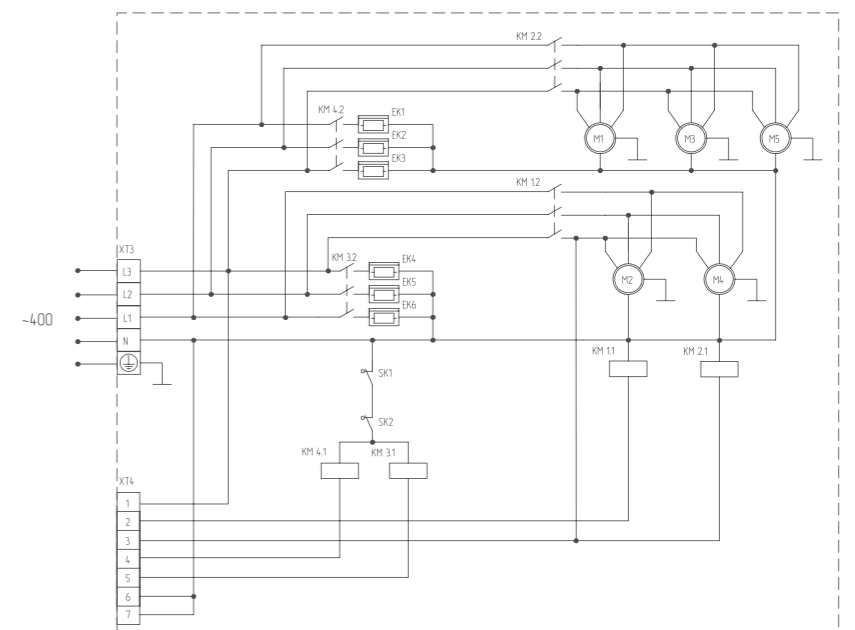 KM 2.2
KM 4.2
EK1
EK2
EK3
M1
M3
M5
KM 1.2
XT3
L3
L2
L1
N
~400
KM 3.2
EK4
EK5
EK6
M2
M4
KM 1.1
KM 2.1
SK1
SK2
KM 4.1
KM 3.1
XT4
1
2
3
4
5
6
7